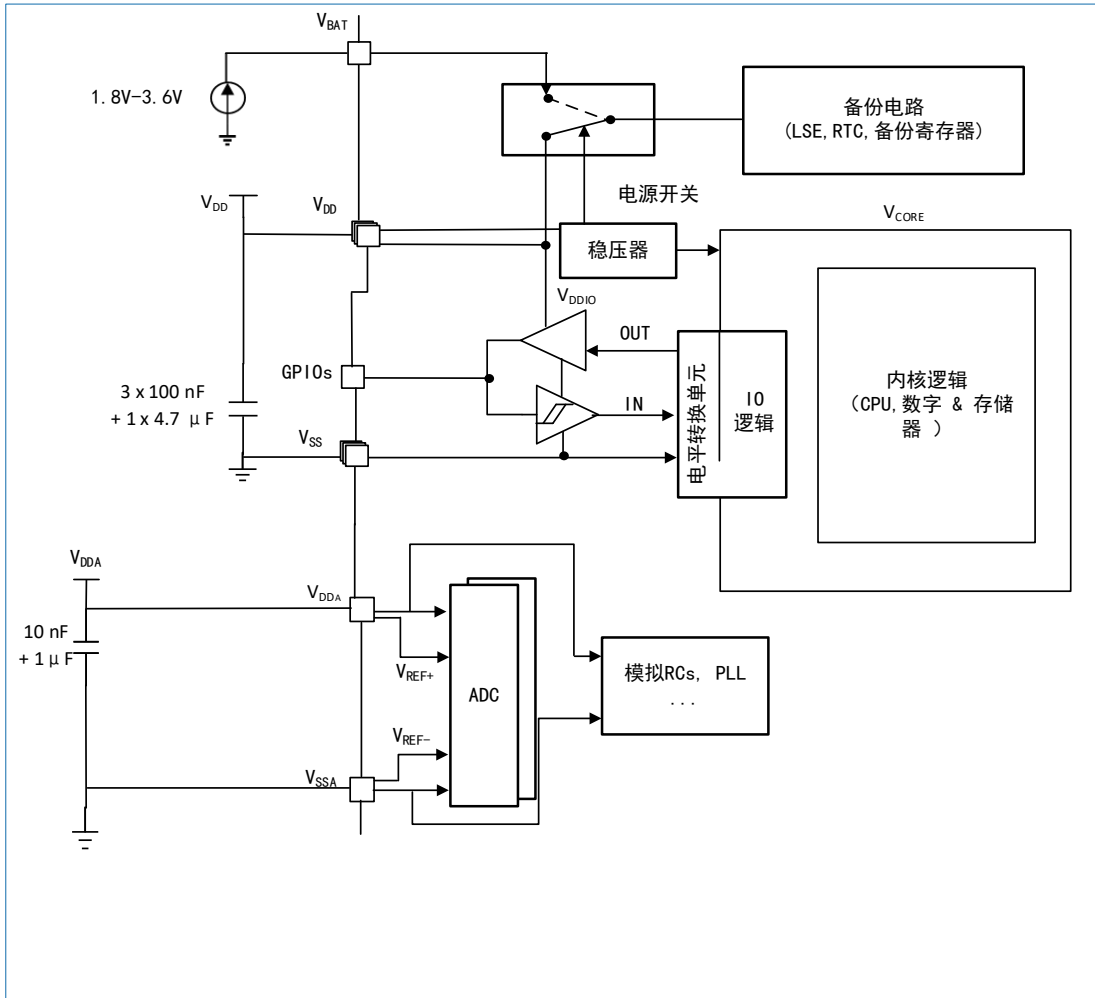 VBAT
1.8V-3.6V
备份电路
(LSE,RTC,备份寄存器)
电源开关
VDD
VDD
VCORE
稳压器
VDDIO
OUT
GPIOs
3 x 100 nF
+ 1 x 4.7 μF
IN
电平转换单元
IO
逻辑
内核逻辑
(CPU,数字 & 存储
器 )
VSS
VDDA
VDDA
10 nF
+ 1 μF
VREF+
ADC
模拟RCs, PLL
...
VREF-
VSSA